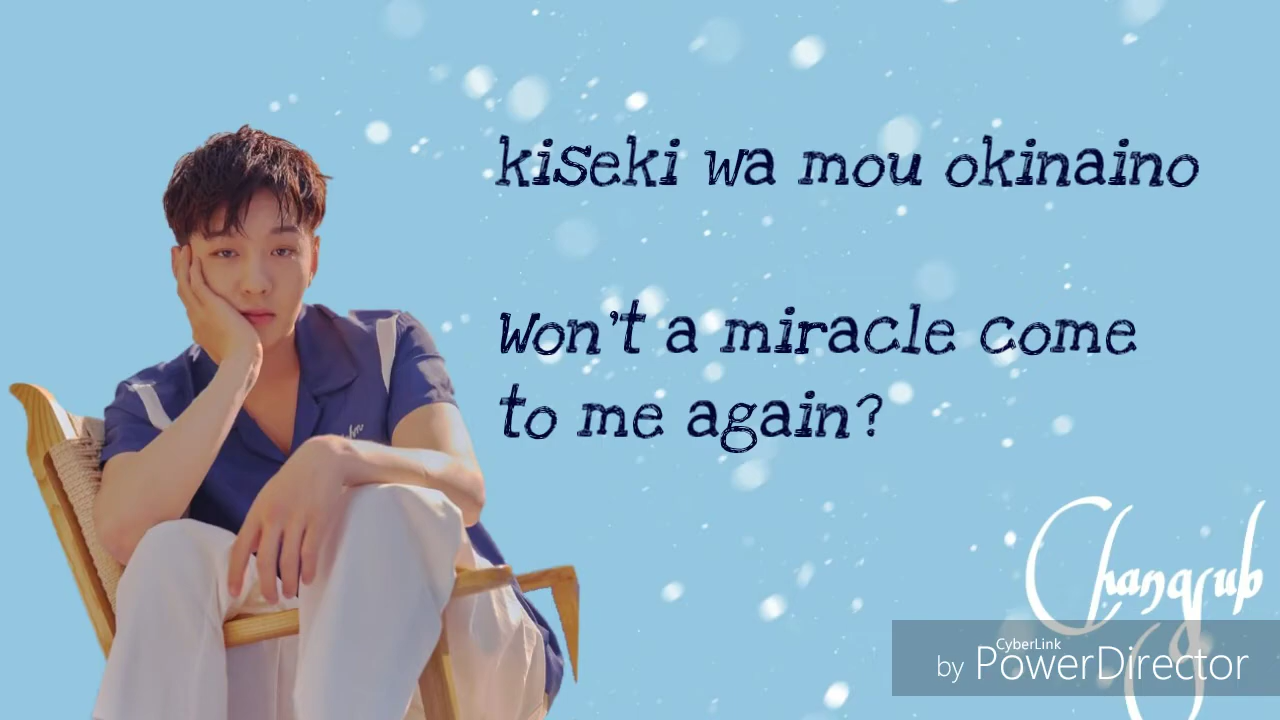 kiseki wa mou okinaino
Won't a miracle come
to me again?
Changsub
CyberLink
by PowerDirector